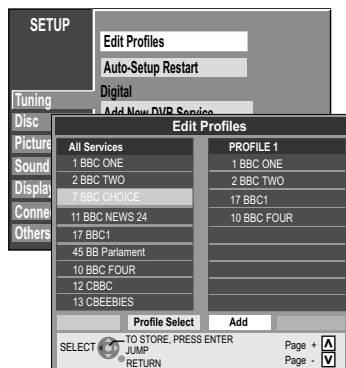 SETUP
Edit Profiles
Auto-Setup Restart
Digital
Tuning
Add New DVB Service
Disc
Picture
Sound
Others
Edit Profiles
All Services
PROFILE 1
1 BBC ONE
1 BBC ONE
2 BBC TWO
2 BBC TWO
7 BBC CHOICE
17 BBC1
11 BBC NEWS 24
10 BBC FOUR
17 BBC1
45 BB Parlament
10 BBC FOUR
12 CBBC
13 CBEEBIES
Profile Select
Add
SELECT
TO STORE, PRESS ENTER
JUMP
RETURN
Page + Λ
Page - V